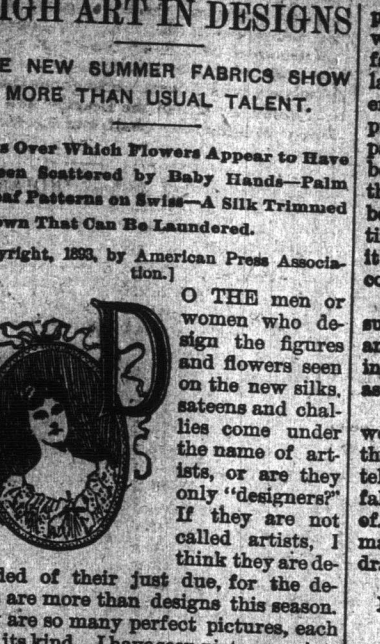 IGH ART IN DESIGNS
E NEW SUMMER FABRICS SHOW
MORE THAN USUAL TALENT.
s Over Which Flowers Appear to Have
en Scattered by Baby Hands—Palm
af Patterns on Swiss—A Silk Trimmed
own That Can Be Laundered.
yright, 1893, by American Press Associa-
tion.]
DO THE men or
women who de-
sign the figures
and flowers seen
on the new silks,
sateens and chal-
lies come under
the name of art-
ists, or are they
only "designers?"
If they are not
called artists, I
think they are de-
ded of their just due, for the de-
are more than designs this season.
are so many perfect pictures, each
its kind.